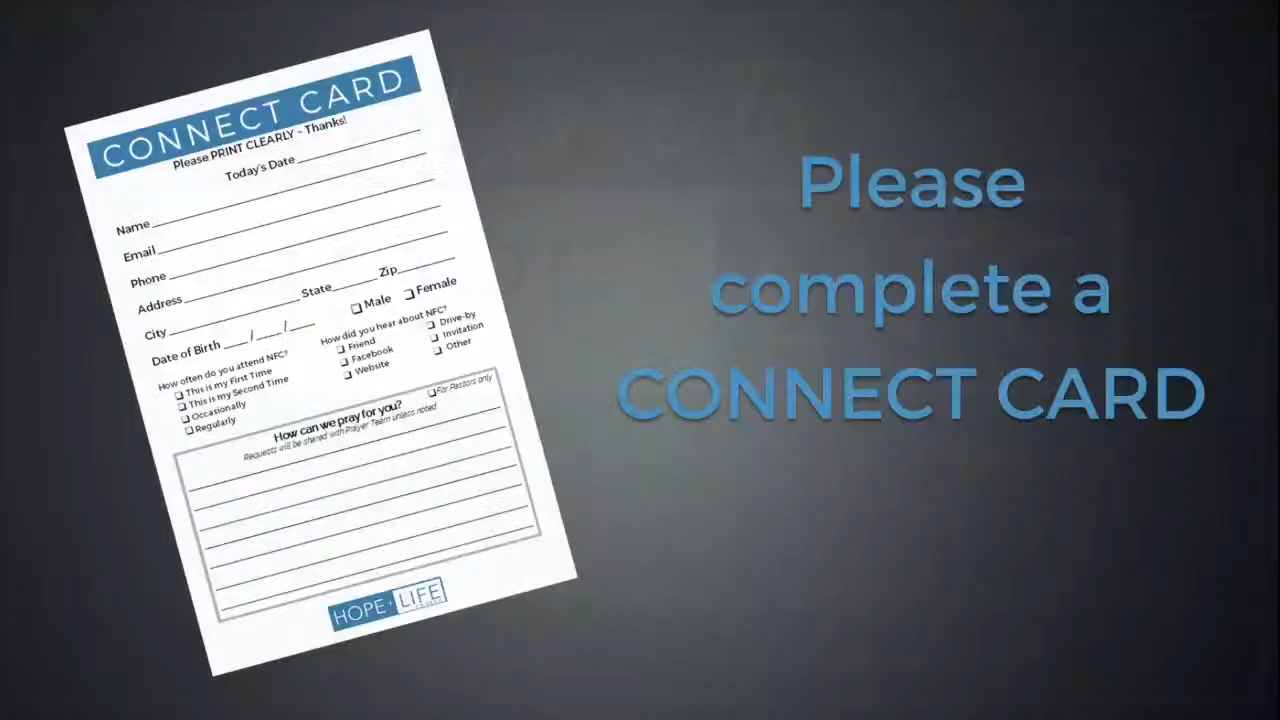 CONNECT CARD
Please PRINT CLEARLY - Thanks!
Today's Date
Name
Email
Phone
Address
City State Zip
Date of Birth / / ❑ Male ❑ Female
How often do you attend NFC?
❑ This is my First Time
❑ This is my Second Time
❑ Occasionally
❑ Regularly
How did you hear about NFC?
❑ Friend
❑ Facebook
❑ Website
❑ Drive-by
❑ Invitation
❑ Other
How can we pray for you? ❑ For Pastors only
Requests will be shared with Prayer Team unless noted
HOPE + LIFE
Please
complete a
CONNECT CARD